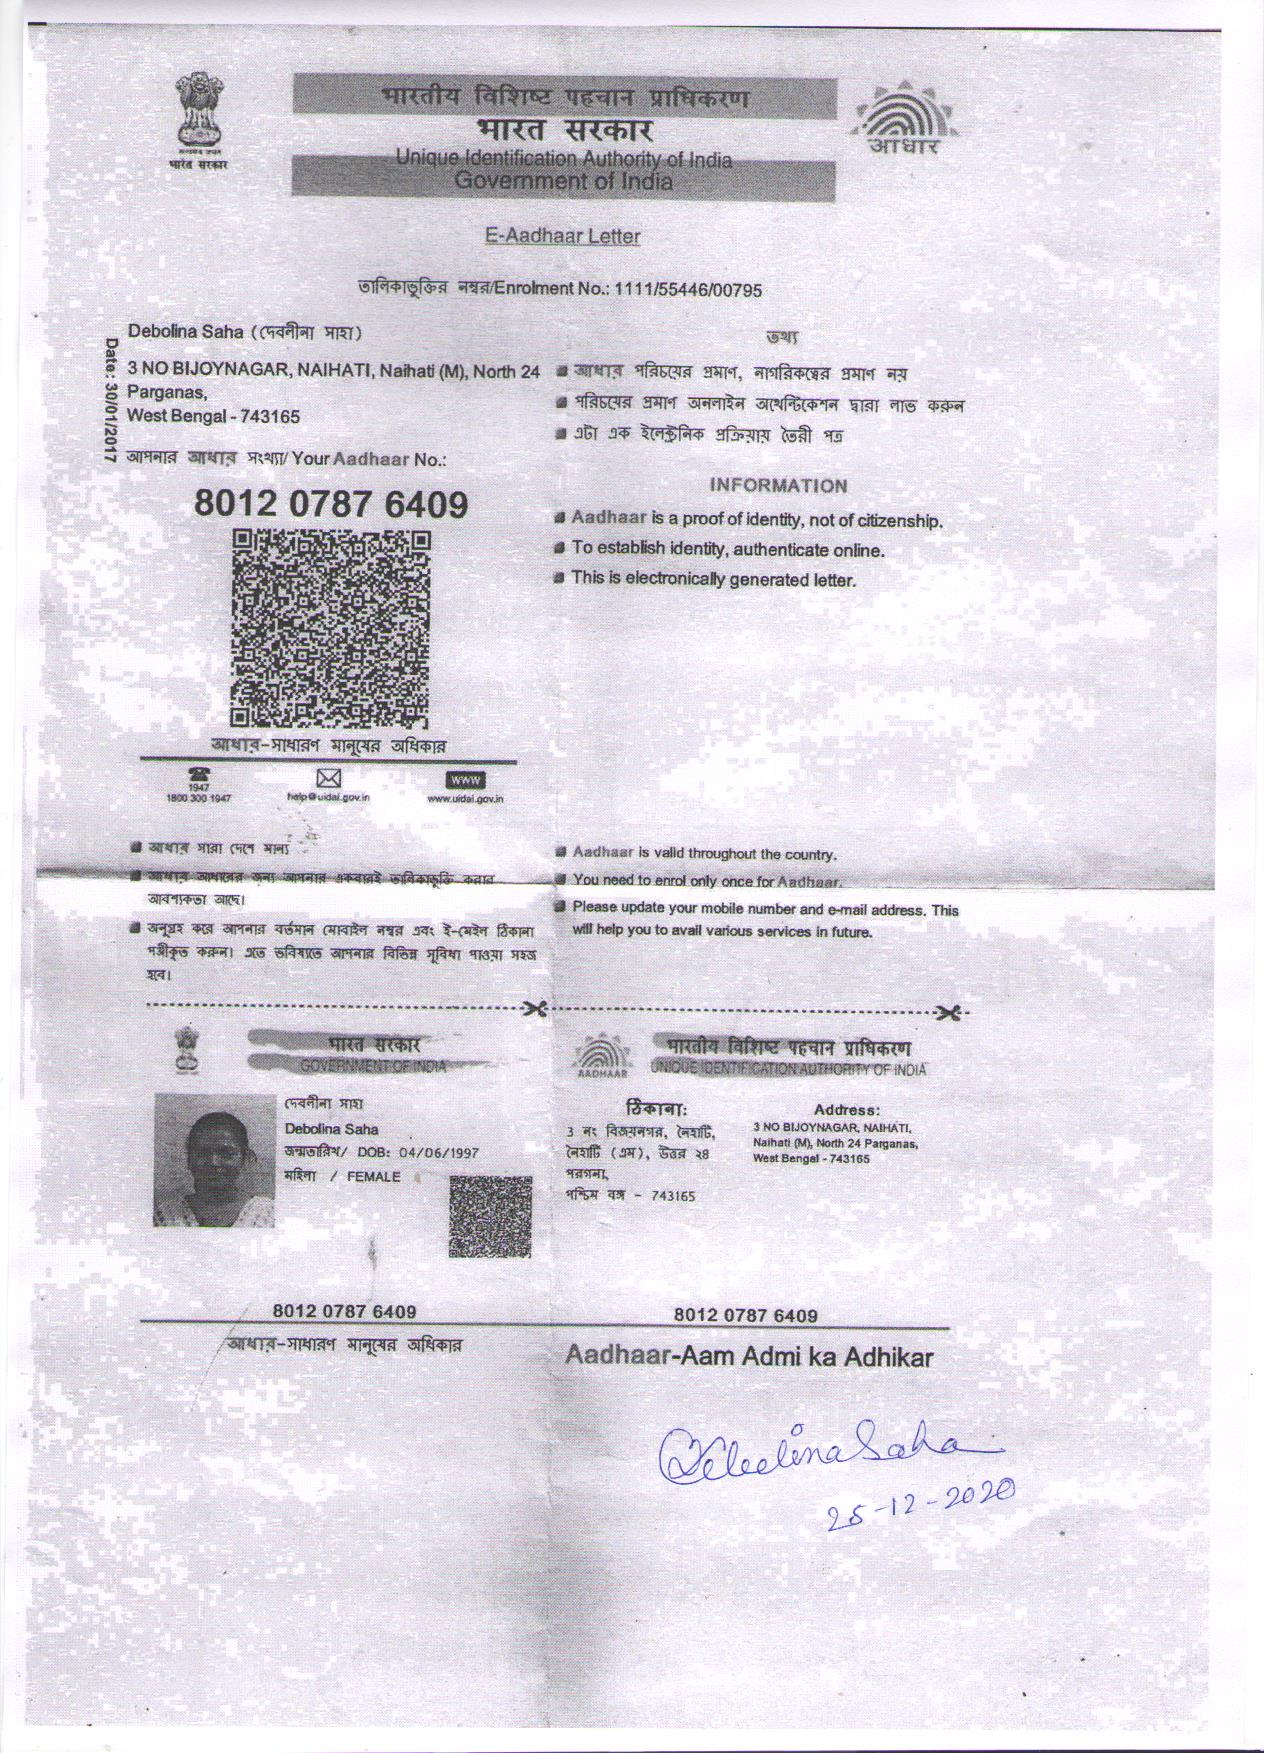 भारतीय विशिष्ट पहचान प्राधिकरण
भारत सरकार
Unique Identification Authority of India
Government of India
भारत सरकार
आधार
E-Aadhaar Letter
তালিকাভুক্তির নম্বর/Enrolment No.: 1111/55446/00795
Date: 30/01/2017
Debolina Saha (দেবলীনা সাহা)
3 NO BIJOYNAGAR, NAIHATI, Naihati (M), North 24
Parganas,
West Bengal - 743165
আপনার আধার সংখ্যা/ Your Aadhaar No.:
8012 0787 6409
তথ্য
আধার পরিচয়ের প্রমাণ, নাগরিকত্বের প্রমাণ নয়
পরিচয়ের প্রমাণ অনলাইন অথেন্টিকেশন দ্বারা লাভ করুন
এটা এক ইলেক্ট্রনিক প্রক্রিয়ায় তৈরী পত্র
INFORMATION
Aadhaar is a proof of identity, not of citizenship.
To establish identity, authenticate online.
This is electronically generated letter.
আধার-সাধারণ মানুষের অধিকার
1947
1800 300 1947
help@uidai.gov.in
www
www.uidai.gov.in
আধার সারা দেশে মান্য
আধার আধারের জন্য আপনার একবারই তালিকাভুক্তি করার
আবশ্যকতা আছে।
অনুগ্রহ করে আপনার বর্তমান মোবাইল নম্বর এবং ই-মেইল ঠিকানা
পঞ্জীকৃত করুন। এতে ভবিষ্যতে আপনার বিভিন্ন সুবিধা পাওয়া সহজ
হবে।
Aadhaar is valid throughout the country.
You need to enrol only once for Aadhaar.
Please update your mobile number and e-mail address. This
will help you to avail various services in future.
भारत सरकार
GOVERNMENT OF INDIA
দেবলীনা সাহা
Debolina Saha
জন্মতারিখ/ DOB: 04/06/1997
মহিলা / FEMALE
8012 0787 6409
আধার-সাধারণ মানুষের অধিকার
AADHAAR
भारतीय विशिष्ट पहचान प्राधिकरण
UNIQUE IDENTIFICATION AUTHORITY OF INDIA
ঠিকানা:
3 নং বিজয়নগর, নৈহাটি,
নৈহাটি (এম), উত্তর ২৪
পরগনা,
পশ্চিম বঙ্গ - 743165
Address:
3 NO BIJOYNAGAR, NAIHATI,
Naihati (M), North 24 Parganas,
West Bengal - 743165
8012 0787 6409
Aadhaar-Aam Admi ka Adhikar
Debolina Saha
25-12-2020